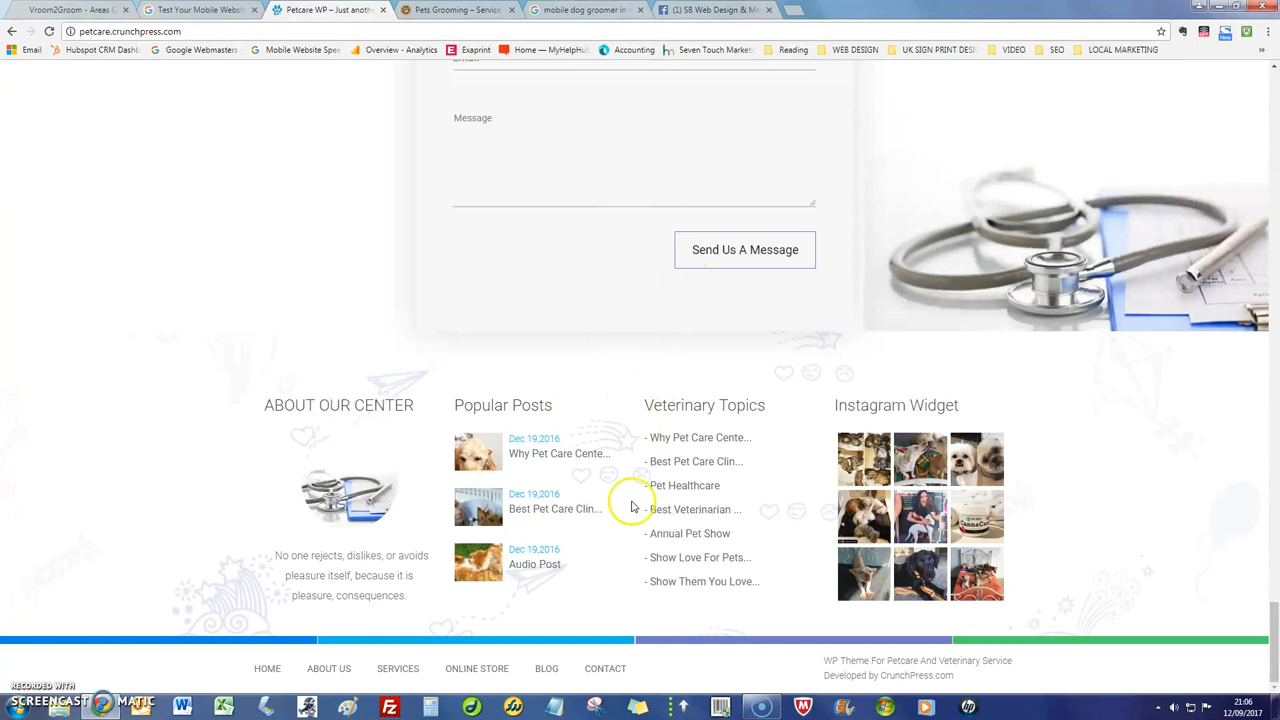 Vroom2Groom - Areas C
Test Your Mobile Websit
Petcare WP – Just anoth
Pets Grooming – Service
mobile dog groomer in n
(1) SB Web Design & M
petcare.crunchpress.com
Email
Hubspot CRM Dashb
Google Webmasters
Mobile Website Spee
Overview - Analytics
Exaprint
Home — MyHelpHub
Accounting
Seven Touch Marketi
Reading
WEB DESIGN
UK SIGN PRINT DESI
VIDEO
SEO
LOCAL MARKETING
New
Email
Message
Send Us A Message
ABOUT OUR CENTER
No one rejects, dislikes, or avoids
pleasure itself, because it is
pleasure, consequences.
Popular Posts
Dec 19,2016
Why Pet Care Cente...
Dec 19,2016
Best Pet Care Clin...
Dec 19,2016
Audio Post
Veterinary Topics
- Why Pet Care Cente...
- Best Pet Care Clin...
- Pet Healthcare
- Best Veterinarian ...
- Annual Pet Show
- Show Love For Pets...
- Show Them You Love...
Instagram Widget
HOME
ABOUT US
SERVICES
ONLINE STORE
BLOG
CONTACT
WP Theme For Petcare And Veterinary Service
Developed by CrunchPress.com
RECORDED WITH
SCREENCAST MATIC
21:06
12/09/2017